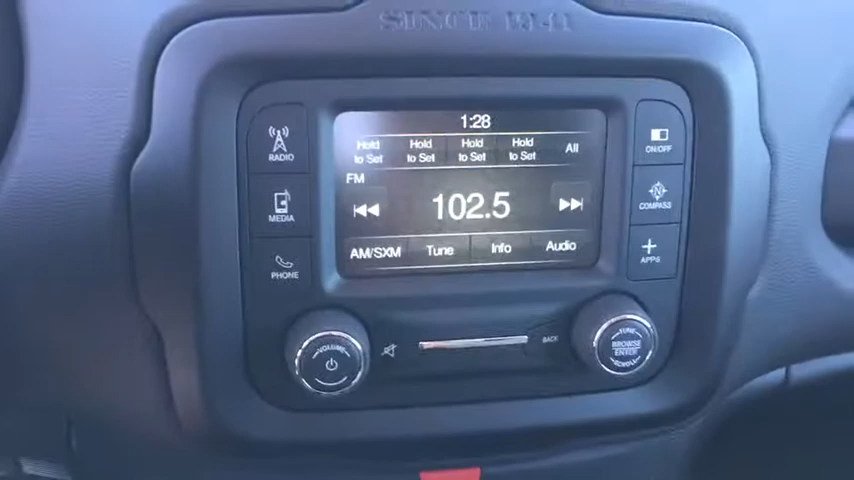 SINCE 1941
1:28
Hold to Set
Hold to Set
Hold to Set
Hold to Set
All
FM
102.5
AM/SXM
Tune
Info
Audio
RADIO
MEDIA
PHONE
ON/OFF
COMPASS
APPS
VOLUME
BACK
TUNE
BROWSE
ENTER
SCROLL